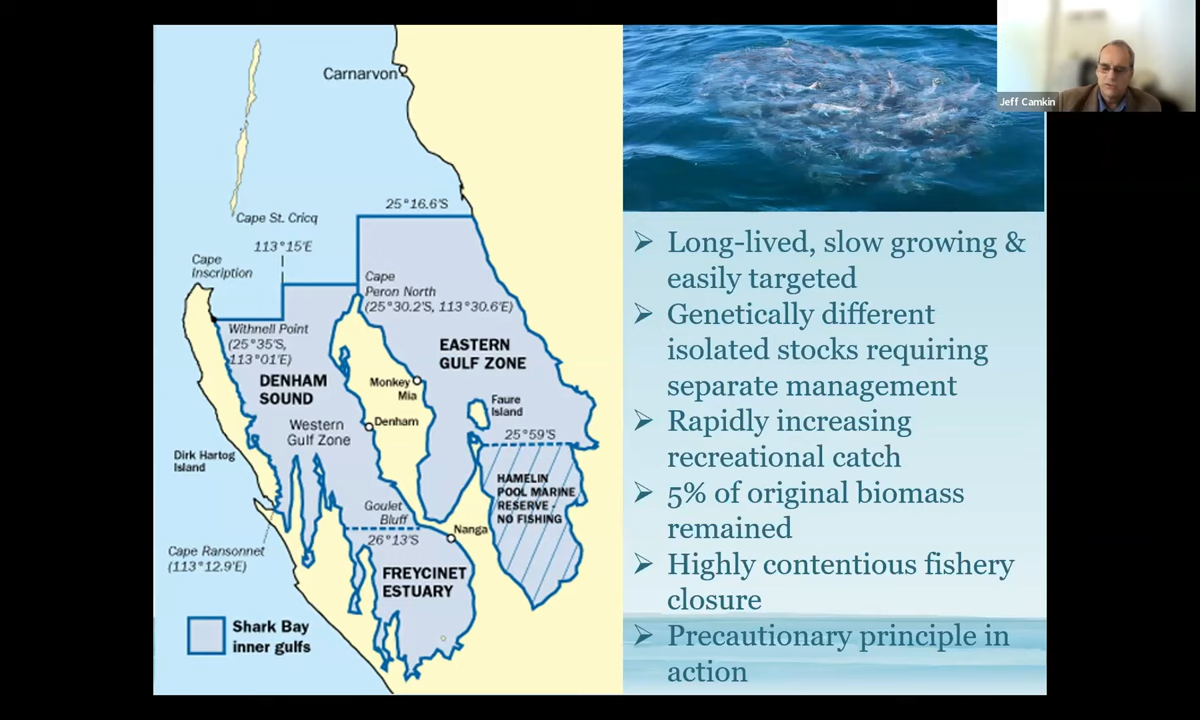 Carnarvon
25°16.6'S
Cape St. Cricq
113°15'E
Cape
Inscription
Cape
Peron North
(25°30.2'S, 113°30.6'E)
Withnell Point
(25°35'S,
113°01'E)
EASTERN
GULF ZONE
DENHAM
SOUND
Monkey
Mia
Faure
Island
Western
Gulf Zone
Denham
25°59'S
Dirk Hartog
Island
HAMELIN
POOL MARINE
RESERVE -
NO FISHING
Goulet
Bluff
Nanga
26°13'S
Cape Ransonnet
(113°12.9'E)
FREYCINET
ESTUARY
Shark Bay
inner gulfs
Jeff Camkin
➢ Long-lived, slow growing &
easily targeted
➢ Genetically different
isolated stocks requiring
separate management
➢ Rapidly increasing
recreational catch
➢ 5% of original biomass
remained
➢ Highly contentious fishery
closure
➢ Precautionary principle in
action